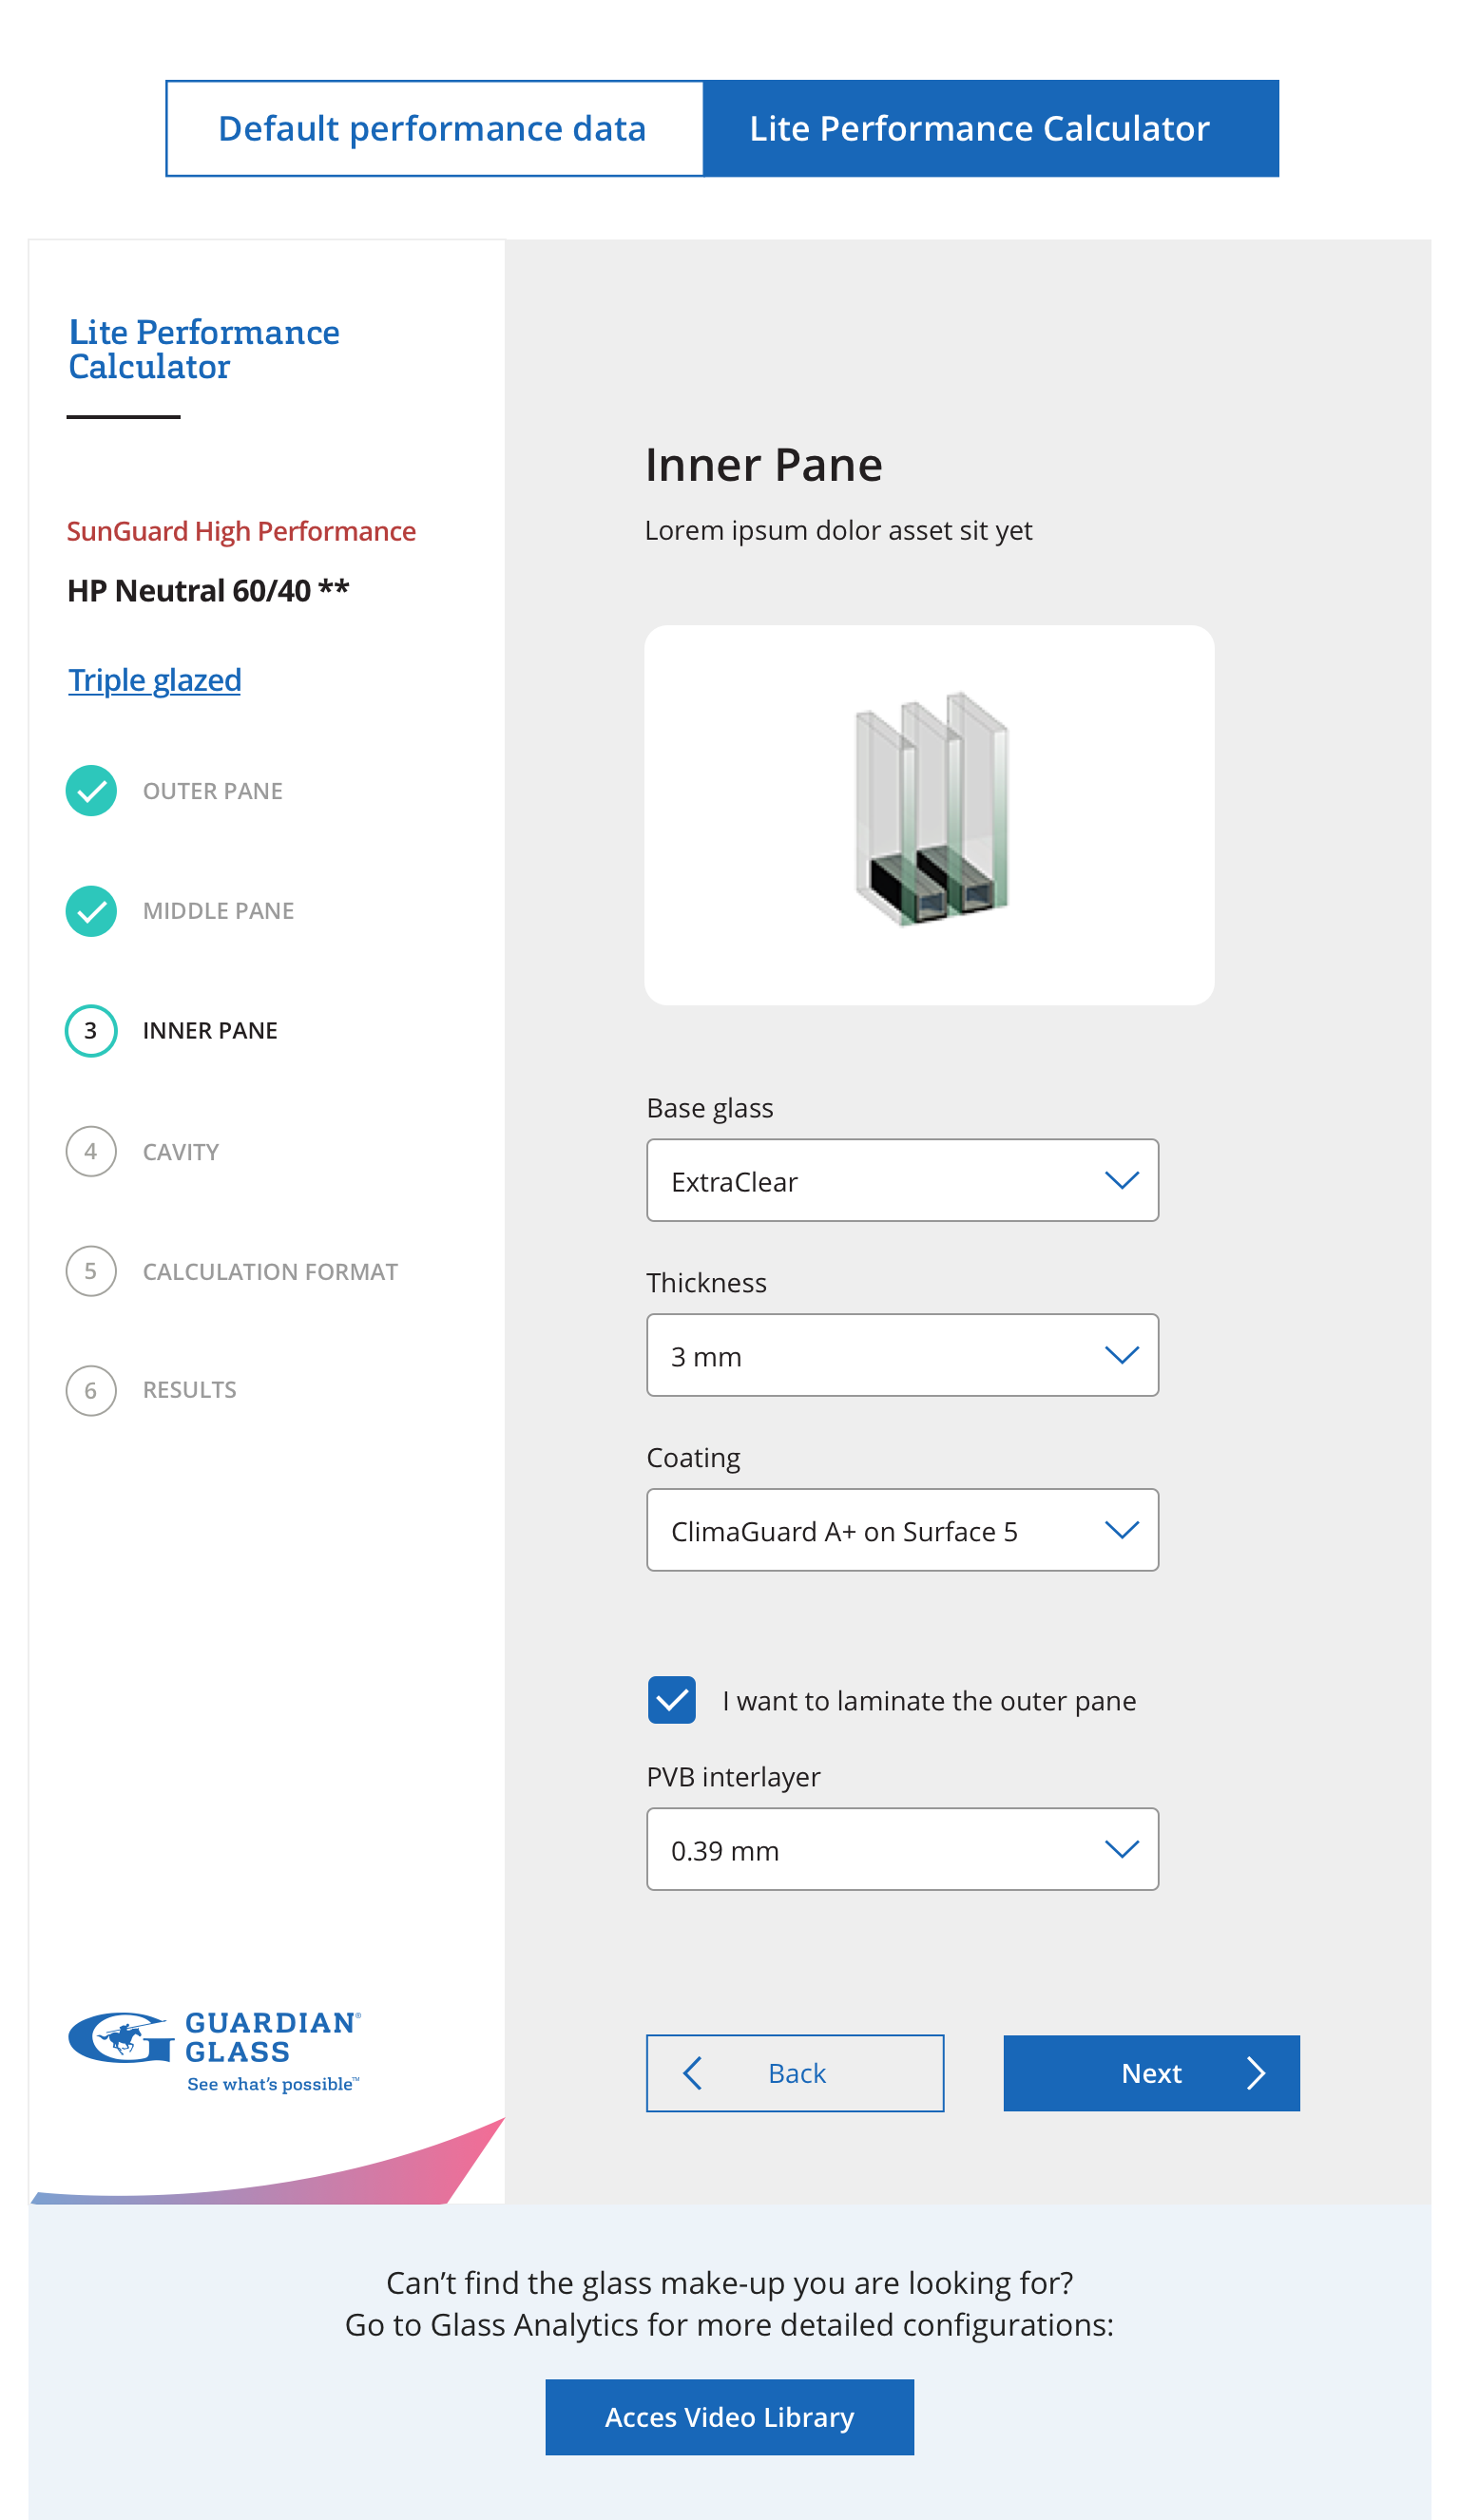 Default performance data
Lite Performance Calculator
Lite Performance
Calculator
SunGuard High Performance
HP Neutral 60/40 **
Triple glazed
OUTER PANE
MIDDLE PANE
3 INNER PANE
4 CAVITY
5 CALCULATION FORMAT
6 RESULTS
GUARDIAN®
GLASS
See what's possible™
Inner Pane
Lorem ipsum dolor asset sit yet
Base glass
ExtraClear
Thickness
3 mm
Coating
ClimaGuard A+ on Surface 5
I want to laminate the outer pane
PVB interlayer
0.39 mm
Back
Next
Can't find the glass make-up you are looking for?
Go to Glass Analytics for more detailed configurations:
Acces Video Library